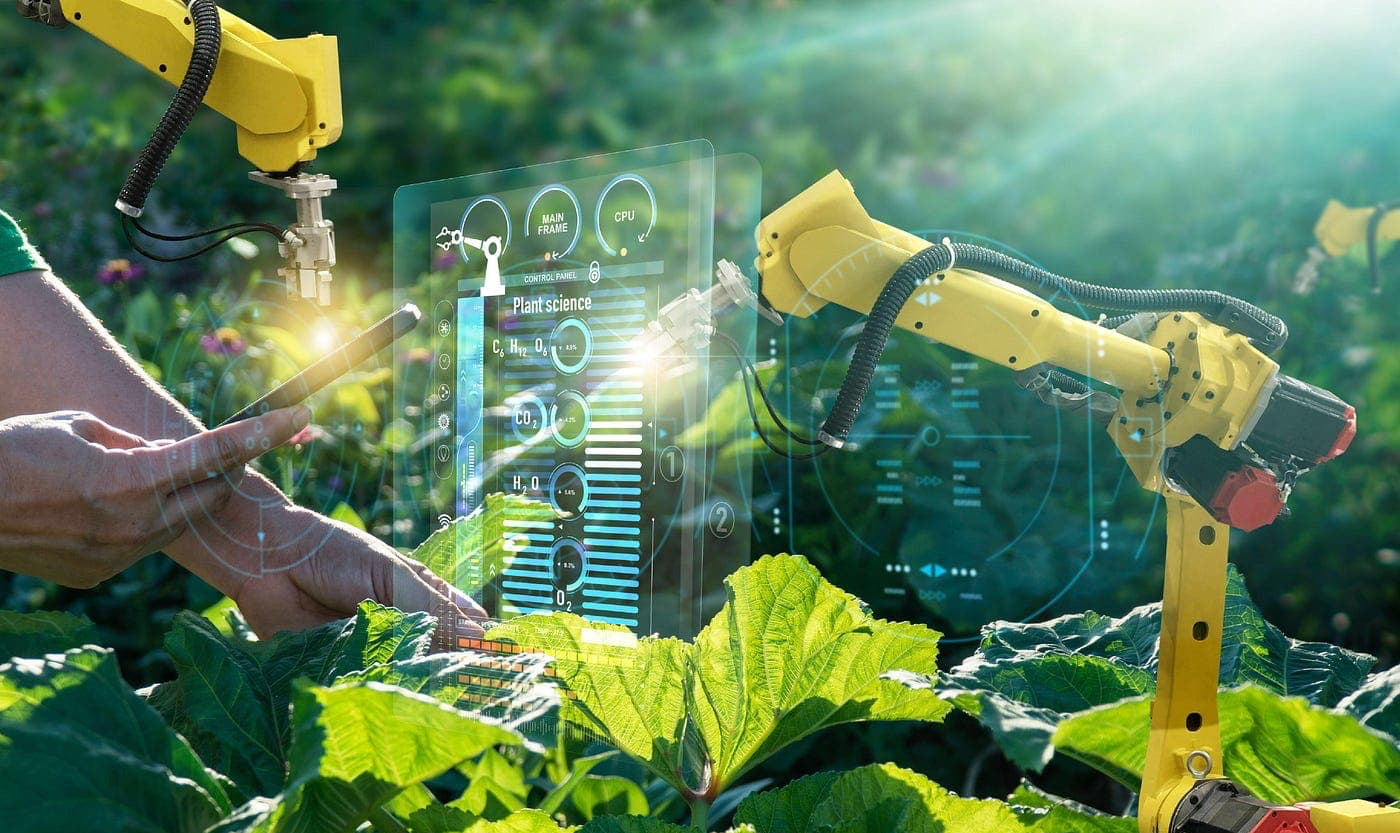 MAIN
FRAME
CPU
CONTROL PANEL
Plant science
C6 H12 O6
CO2
H2O
O2
1
2